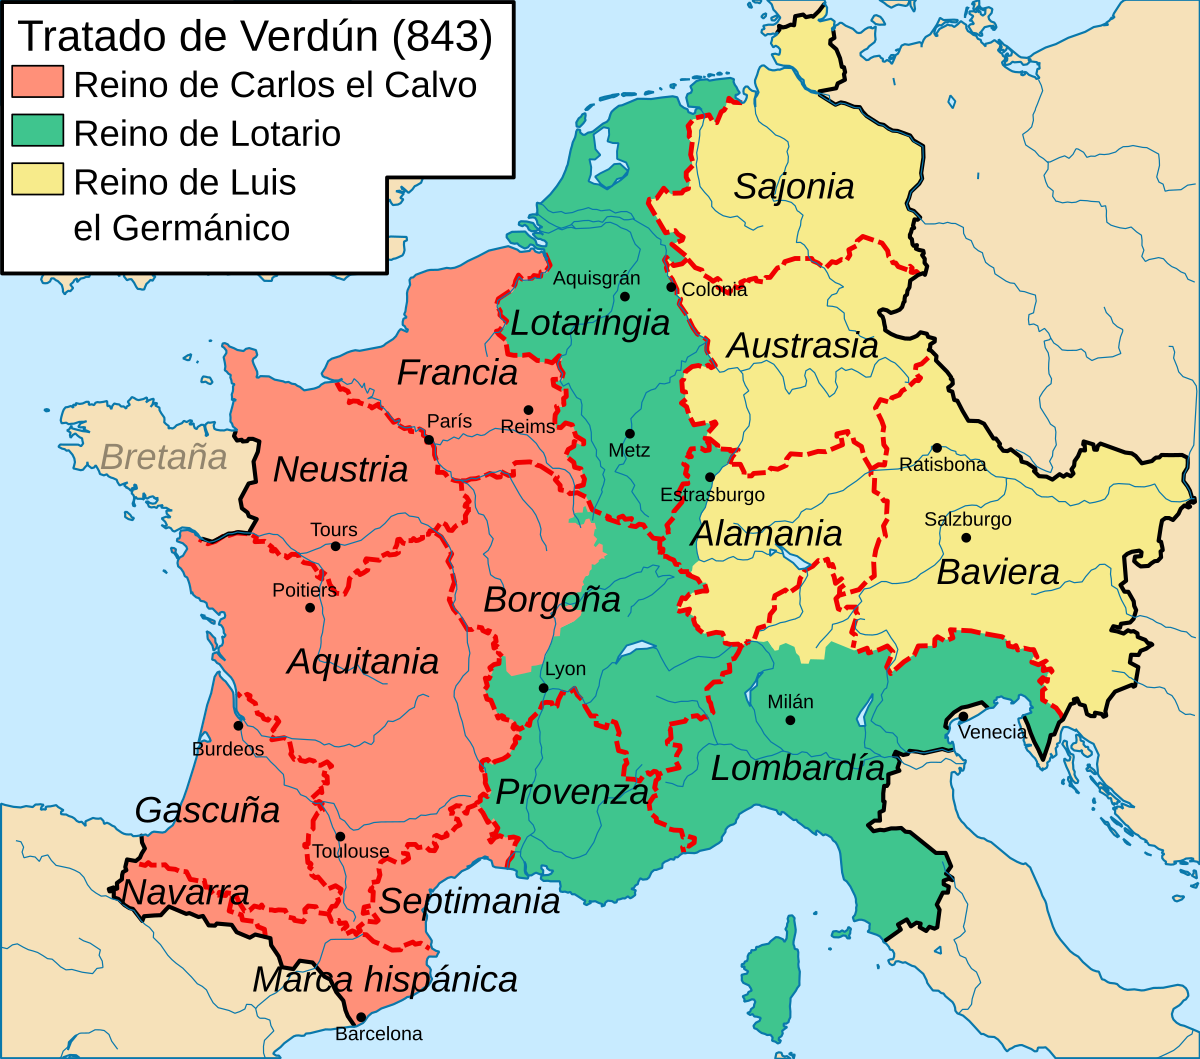 Tratado de Verdún (843)
Reino de Carlos el Calvo
Reino de Lotario
Reino de Luis
el Germánico
Sajonia
Aquisgrán
Colonia
Lotaringia
Austrasia
Francia
París
Reims
Bretaña
Neustria
Metz
Ratisbona
Estrasburgo
Tours
Alamania
Salzburgo
Poitiers
Borgoña
Baviera
Aquitania
Lyon
Milán
Burdeos
Venecia
Lombardía
Provenza
Gascuña
Toulouse
Navarra
Septimania
Marca hispánica
Barcelona